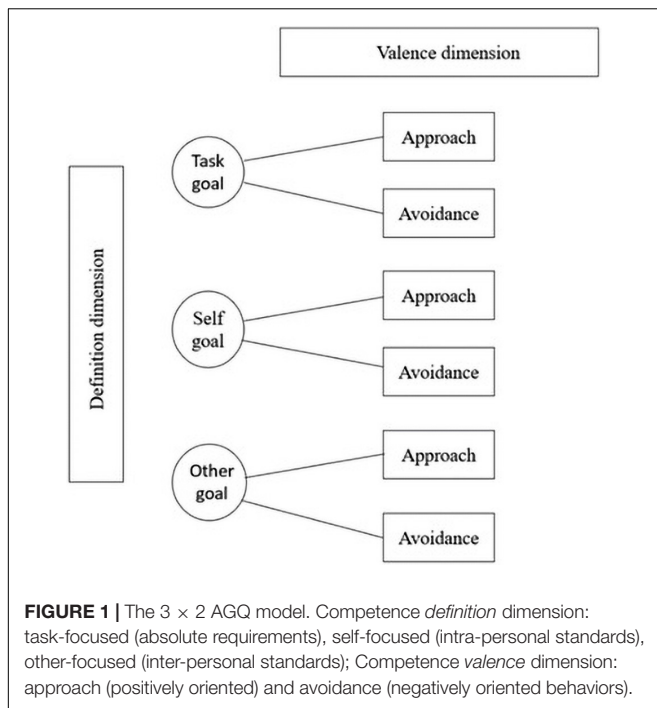 Valence dimension
Definition dimension
Task
goal
Approach
Avoidance
Self
goal
Approach
Avoidance
Other
goal
Approach
Avoidance
FIGURE 1 | The 3 × 2 AGQ model. Competence definition dimension:
task-focused (absolute requirements), self-focused (intra-personal standards),
other-focused (inter-personal standards); Competence valence dimension:
approach (positively oriented) and avoidance (negatively oriented behaviors).